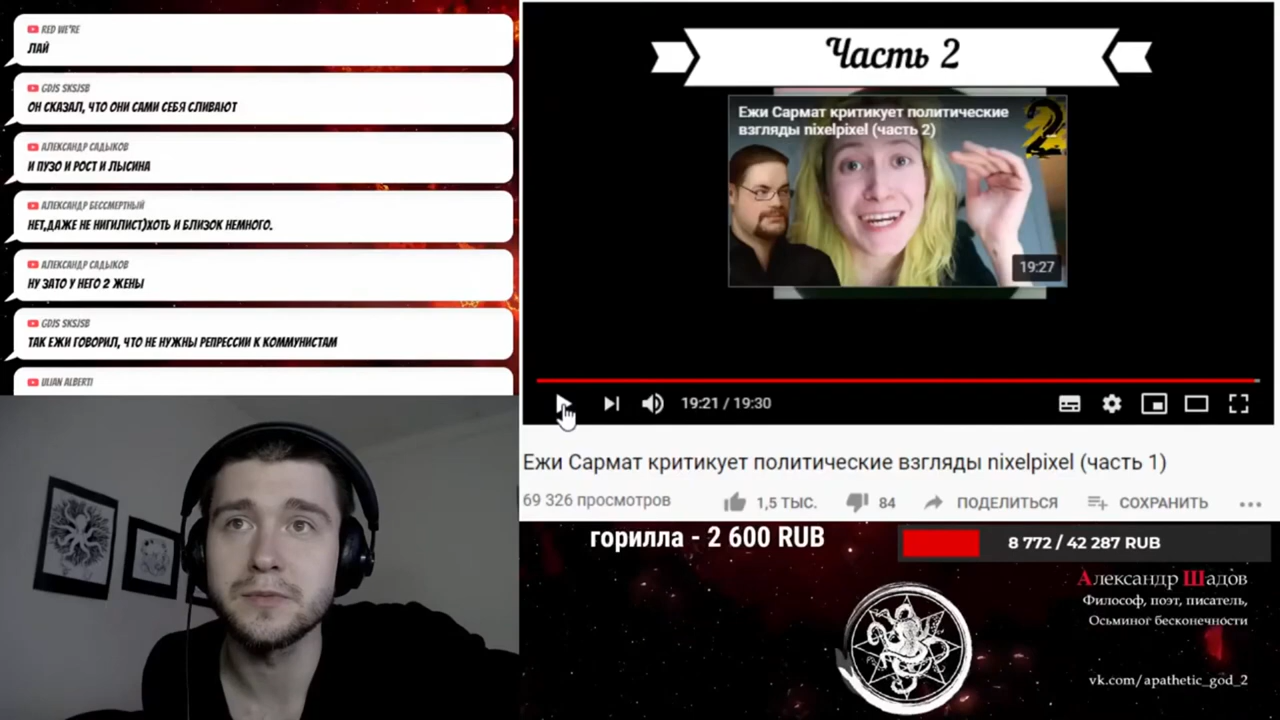 RED WE'RE
ЛАЙ
GDJS SKSJSB
ОН СКАЗАЛ, ЧТО ОНИ САМИ СЕБЯ СЛИВАЮТ
АЛЕКСАНДР САДЫКОВ
И ПУЗО И РОСТ И ЛЫСИНА
АЛЕКСАНДР БЕССМЕРТНЫЙ
НЕТ,ДАЖЕ НЕ НИГИЛИСТ)ХОТЬ И БЛИЗОК НЕМНОГО.
АЛЕКСАНДР САДЫКОВ
НУ ЗАТО У НЕГО 2 ЖЕНЫ
GDJS SKSJSB
ТАК ЕЖИ ГОВОРИЛ, ЧТО НЕ НУЖНЫ РЕПРЕССИИ К КОММУНИСТАМ
ULIAN ALBERTI
Часть 2
Ежи Сармат критикует политические
взгляды nixelpixel (часть 2)
2
19:27
19:21 / 19:30
Ежи Сармат критикует политические взгляды nixelpixel (часть 1)
69 326 просмотров
1,5 ТЫС.
84
ПОДЕЛИТЬСЯ
СОХРАНИТЬ
горилла - 2 600 RUB
8 772 / 42 287 RUB
Александр Шадов
Философ, поэт, писатель,
Осьминог бесконечности
vk.com/apathetic_god_2